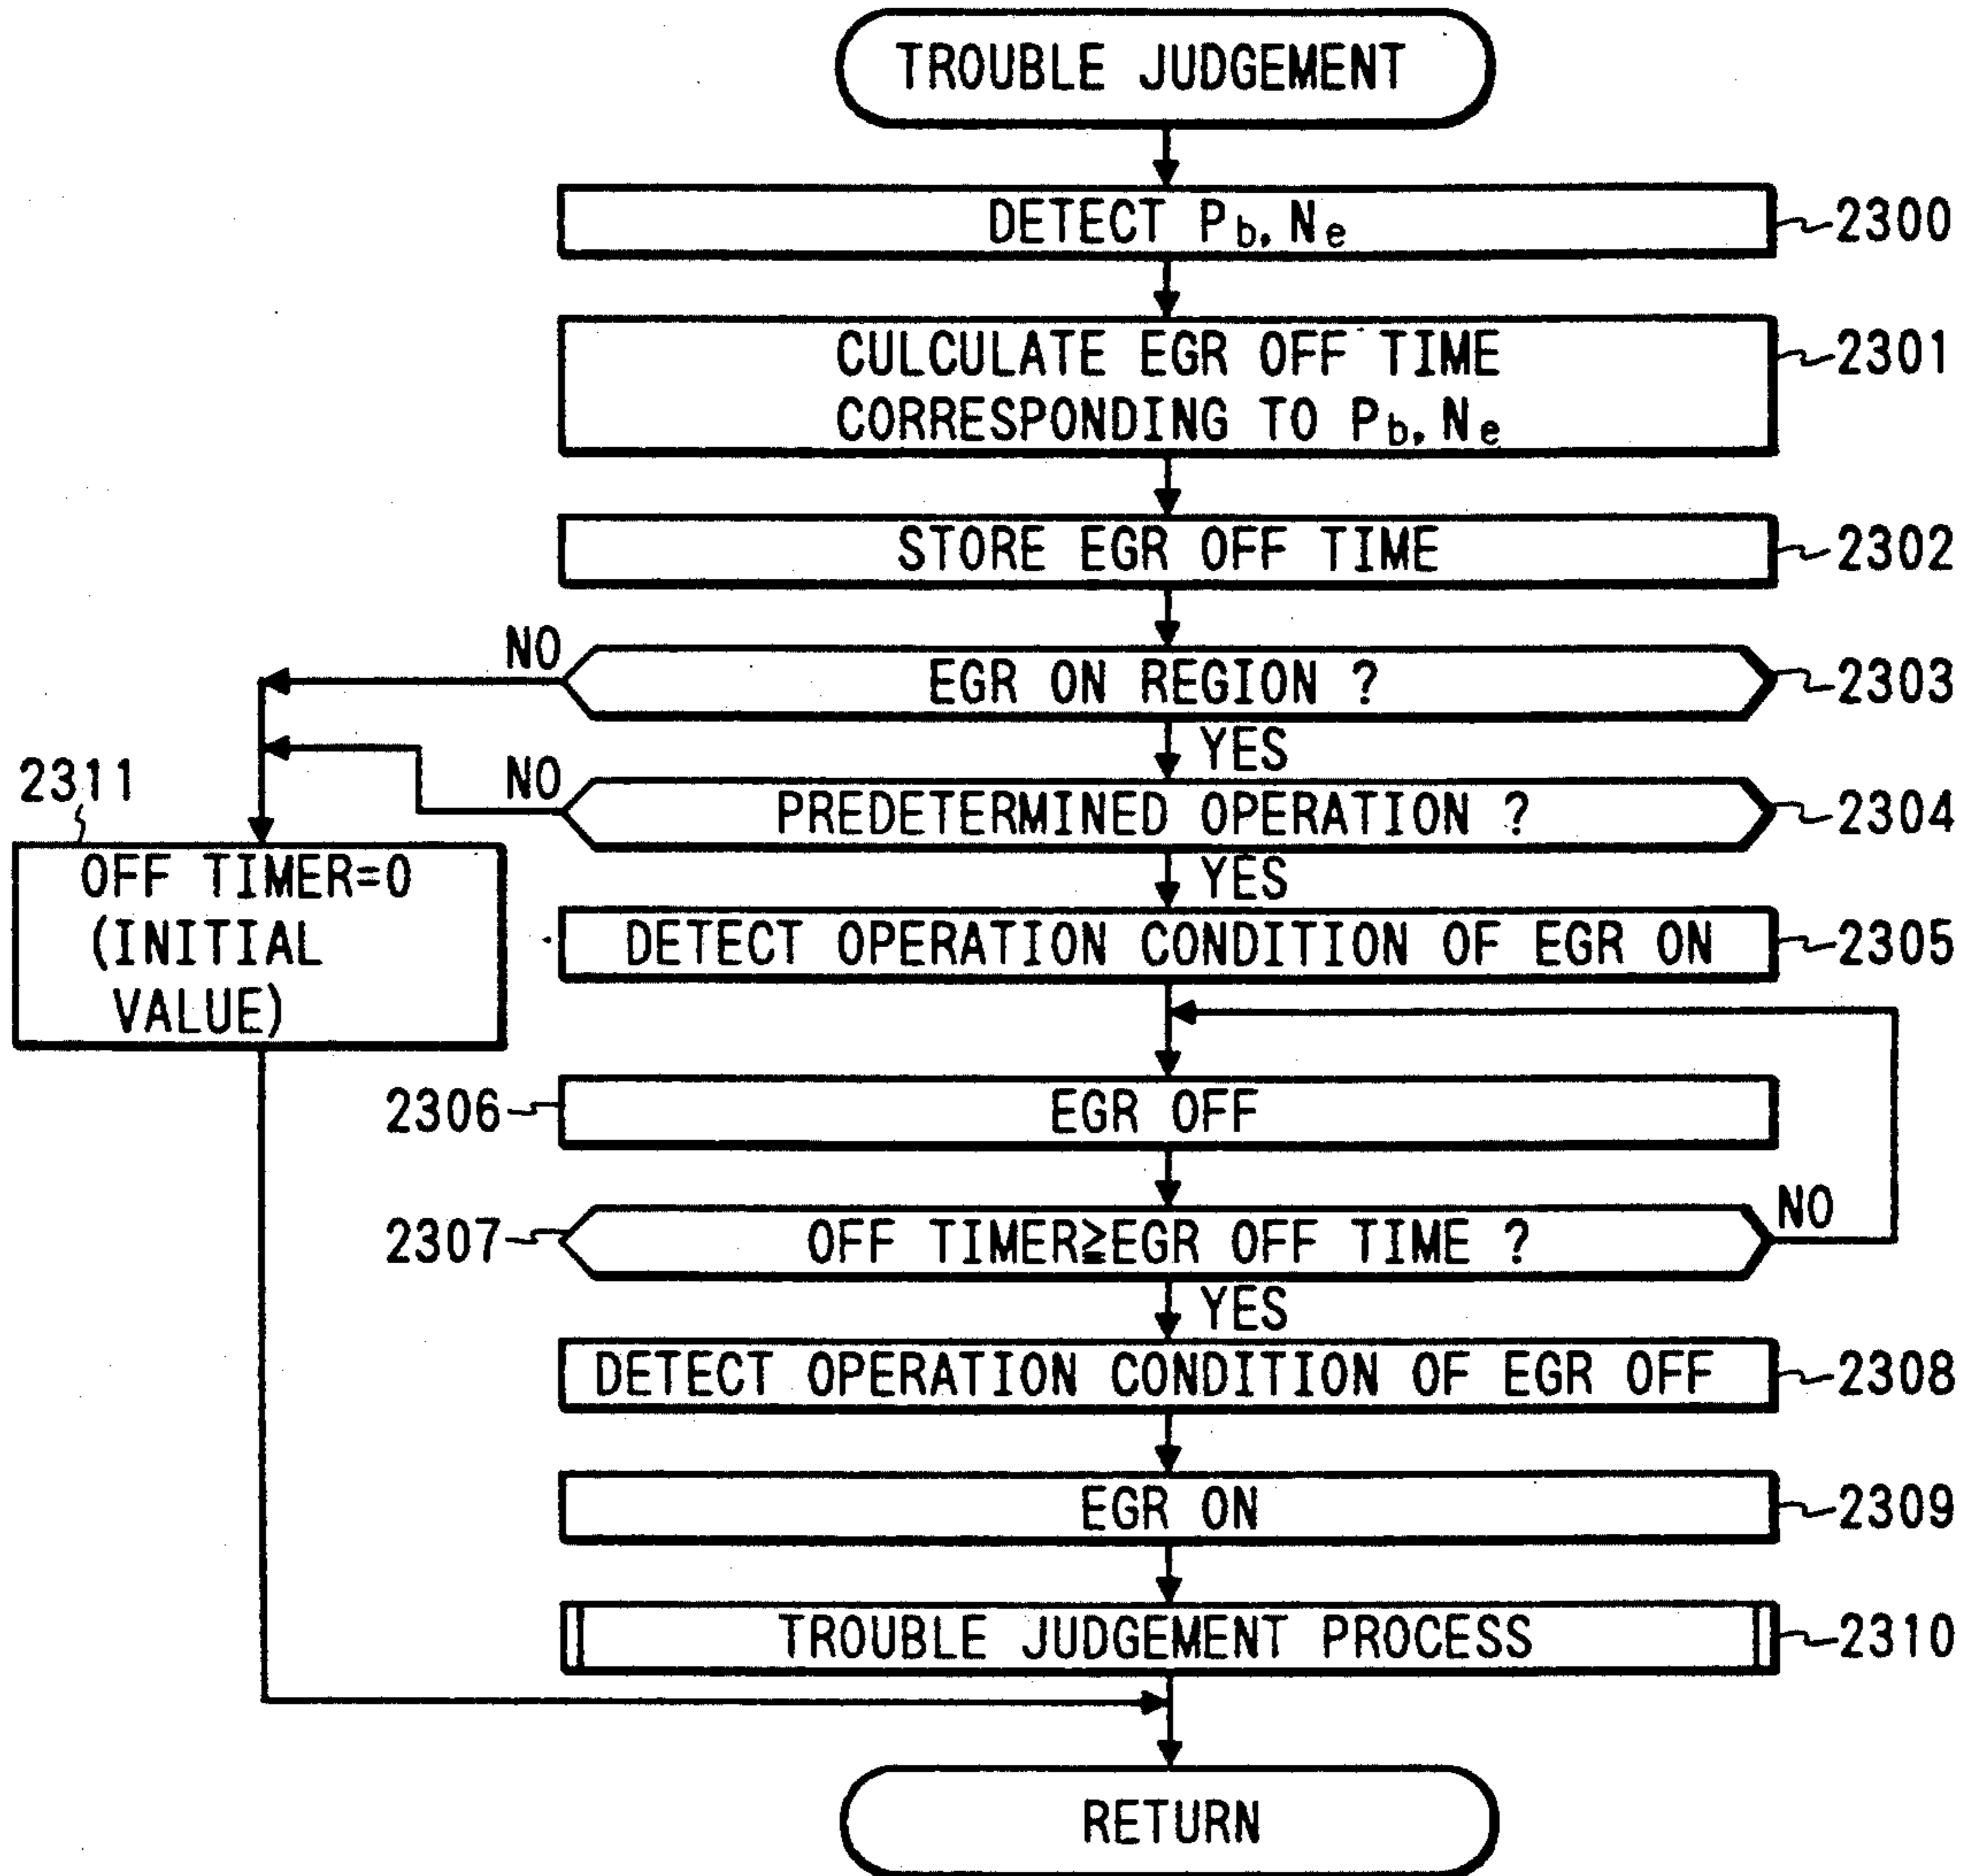 TROUBLE JUDGEMENT
DETECT Pb, Ne
2300
CULCULATE EGR OFF TIME
CORRESPONDING TO Pb, Ne
2301
STORE EGR OFF TIME
2302
NO
EGR ON REGION ?
2303
YES
2311
NO
PREDETERMINED OPERATION ?
2304
YES
OFF TIMER=0
(INITIAL
VALUE)
DETECT OPERATION CONDITION OF EGR ON
2305
2306
EGR OFF
2307
OFF TIMER≧EGR OFF TIME ?
NO
YES
DETECT OPERATION CONDITION OF EGR OFF
2308
EGR ON
2309
TROUBLE JUDGEMENT PROCESS
2310
RETURN